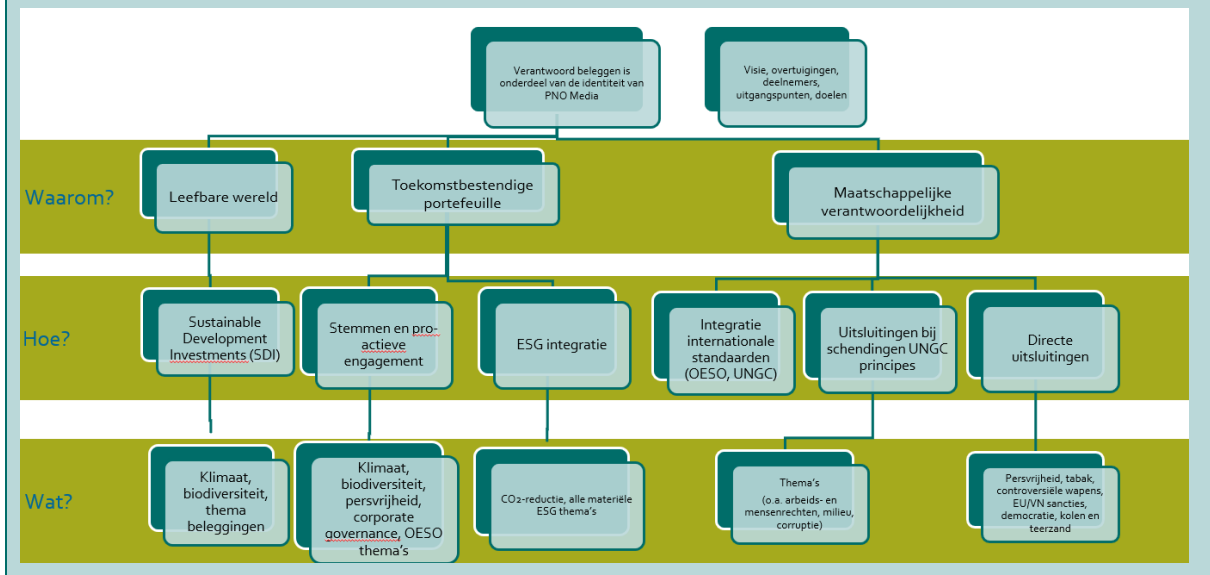 Verantwoord beleggen is
onderdeel van de identiteit van
PNO Media
Visie, overtuigingen,
deelnemers,
uitgangspunten, doelen
Waarom?
Leefbare wereld
Toekomstbestendige
portefeuille
Maatschappelijke
verantwoordelijkheid
Hoe?
Sustainable
Development
Investments (SDI)
Stemmen en pro-
actieve
engagement
ESG integratie
Integratie
internationale
standaarden
(OESO, UNGC)
Uitsluitingen bij
schendingen UNGC
principes
Directe
uitsluitingen
Wat?
Klimaat,
biodiversiteit,
thema
beleggingen
Klimaat,
biodiversiteit,
persvrijheid,
corporate
governance, OESO
thema's
CO2-reductie, alle materiële
ESG thema's
Thema's
(o.a. arbeids- en
mensenrechten, milieu,
corruptie)
Persvrijheid, tabak,
controversiële wapens,
EU/VN sancties,
democratie, kolen en
teerzand